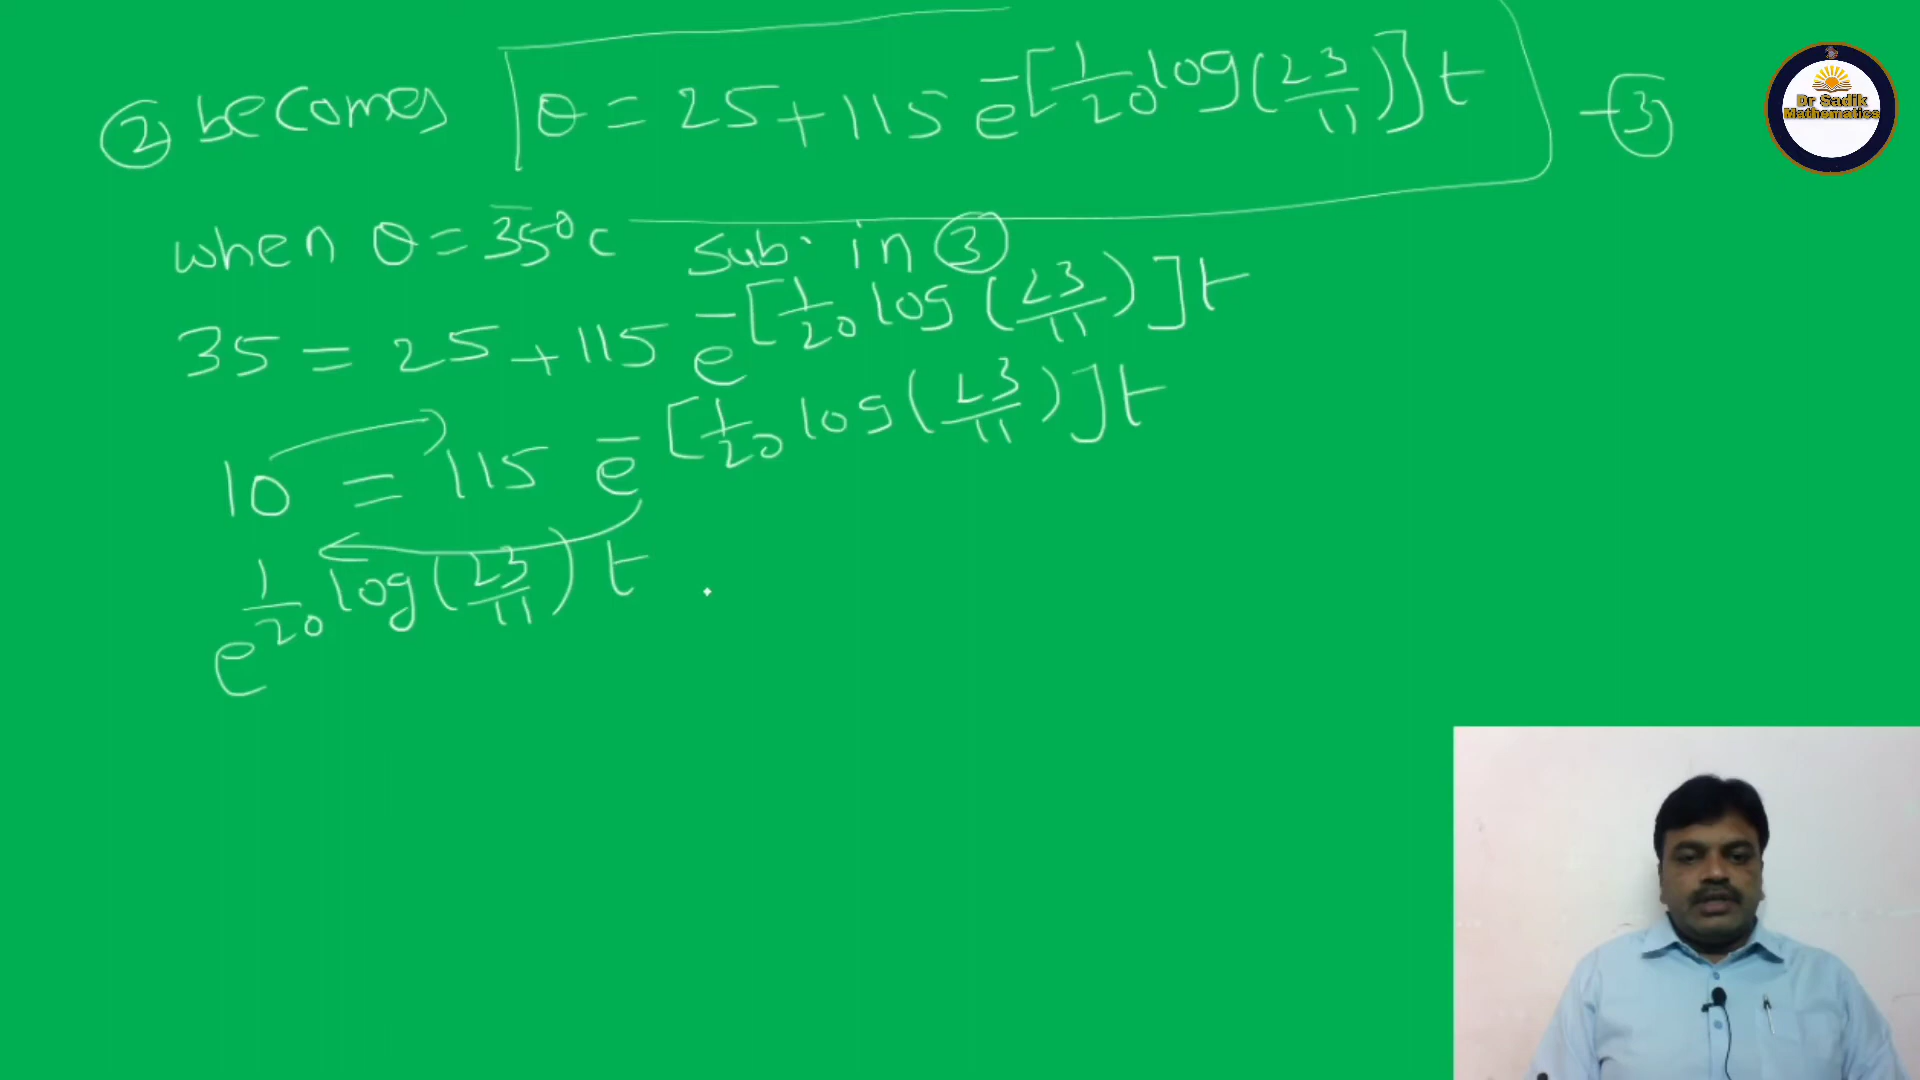 ② becomes θ = 25 + 115 e^-[1/20 log(23/11)]t - ③
Dr Sadik
Mathematics
when θ = 35°c sub. in ③
35 = 25 + 115 e^-[1/20 log(23/11)]t
10 = 115 e^-[1/20 log(23/11)]t
e^1/20 log(23/11) t